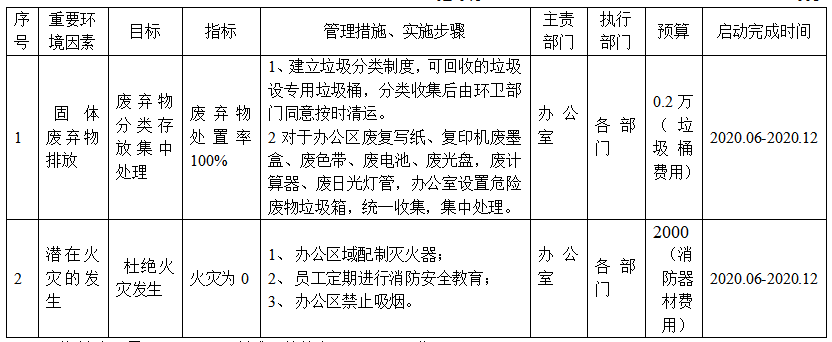 序号 重要环境因素 目标 指标 管理措施、实施步骤 主责部门 执行部门 预算 启动完成时间
1
固体
废弃物
排放
废弃物
分类存
放集中
处理
废弃物
处置率
100%
1、建立垃圾分类制度，可回收的垃圾
设专用垃圾桶，分类收集后由环卫部
门同意按时清运。
2 对于办公区废复写纸、复印机废墨
盒、废色带、废电池、废光盘，废计
算器、废日光灯管，办公室设置危险
废物垃圾箱，统一收集，集中处理。
办公
室
各部
门
0.2万
（垃
圾桶
费用）
2020.06-2020.12
2
潜在火
灾的发
生
杜绝火
灾发生
火灾为 0
1、 办公区域配制灭火器；
2、 员工定期进行消防安全教育；
3、 办公区禁止吸烟。
办公
室
各部
门
2000
（消
防器
材费
用）
2020.06-2020.12